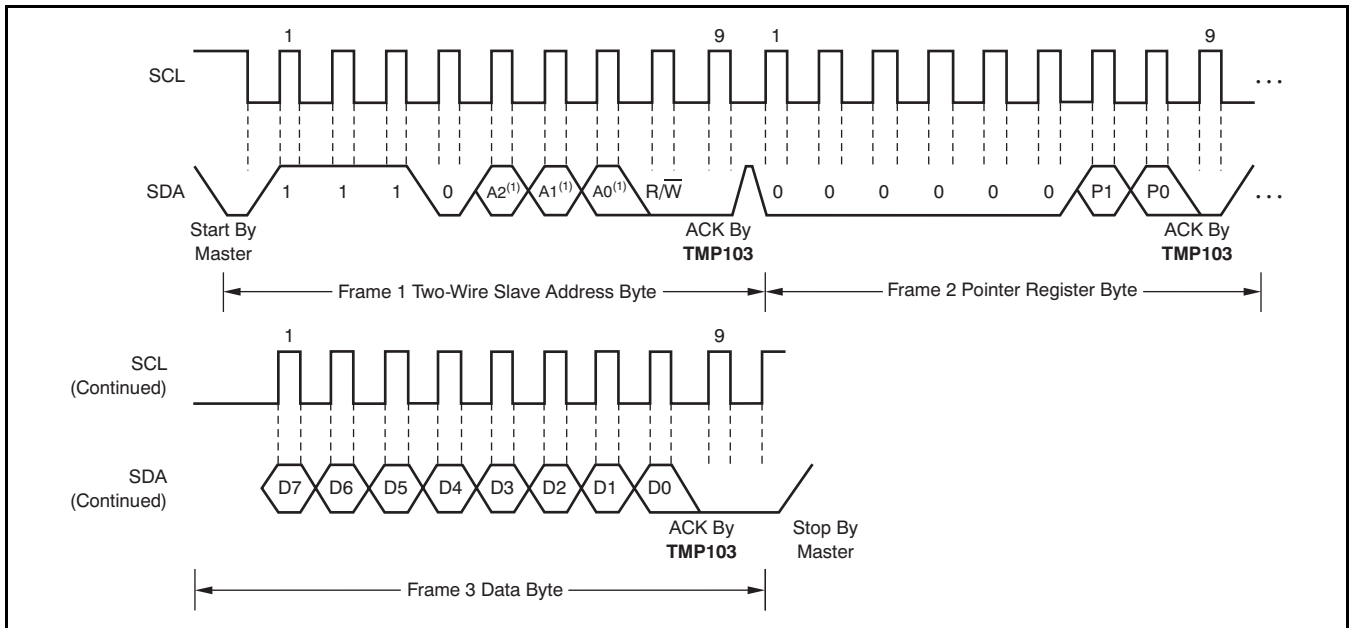 1 9 1 9
SCL ...
SDA 1 1 1 0 A2(1) A1(1) A0(1) R/W̅ 0 0 0 0 0 0 P1 P0 ...
Start By Master
ACK By TMP103
ACK By TMP103
Frame 1 Two-Wire Slave Address Byte
Frame 2 Pointer Register Byte
1 9
SCL (Continued)
SDA (Continued)
D7 D6 D5 D4 D3 D2 D1 D0
ACK By TMP103
Stop By Master
Frame 3 Data Byte